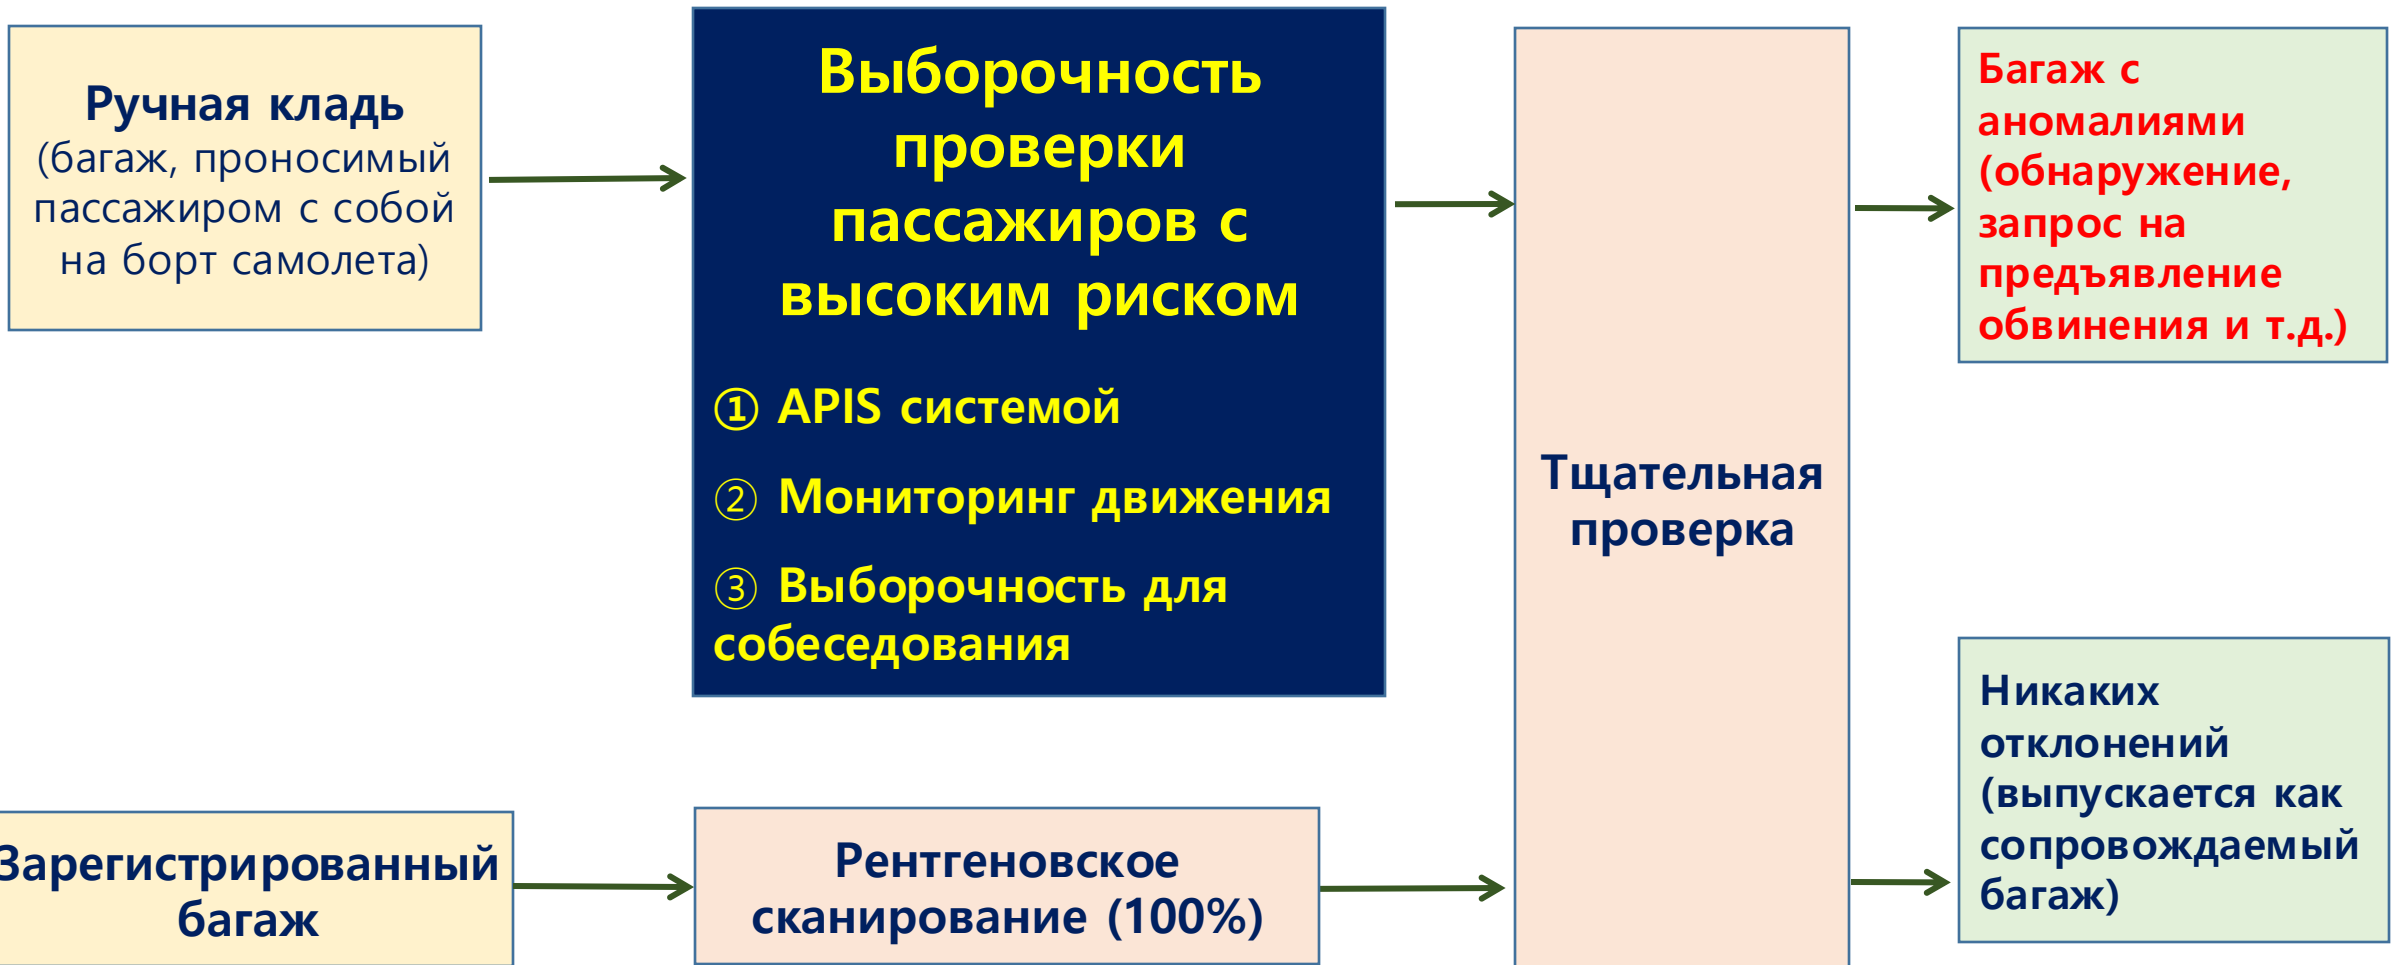 Ручная кладь
(багаж, проносимый
пассажиром с собой
на борт самолета)
Выборочность
проверки
пассажиров с
высоким риском
① APIS системой
② Мониторинг движения
③ Выборочность для
собеседования
Тщательная
проверка
Багаж с
аномалиями
(обнаружение,
запрос на
предъявление
обвинения и т.д.)
Зарегистрированный
багаж
Рентгеновское
сканирование (100%)
Никаких
отклонений
(выпускается как
сопровождаемый
багаж)